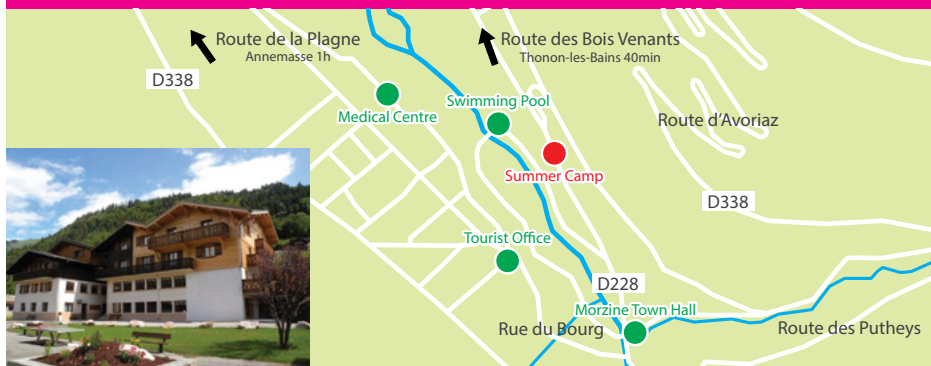 Route de la Plagne
Annemasse 1h
Route des Bois Venants
Thonon-les-Bains 40min
D338
Medical Centre
Swimming Pool
Route d'Avoriaz
Summer Camp
D338
Tourist Office
D228
Morzine Town Hall
Rue du Bourg
Route des Putheys